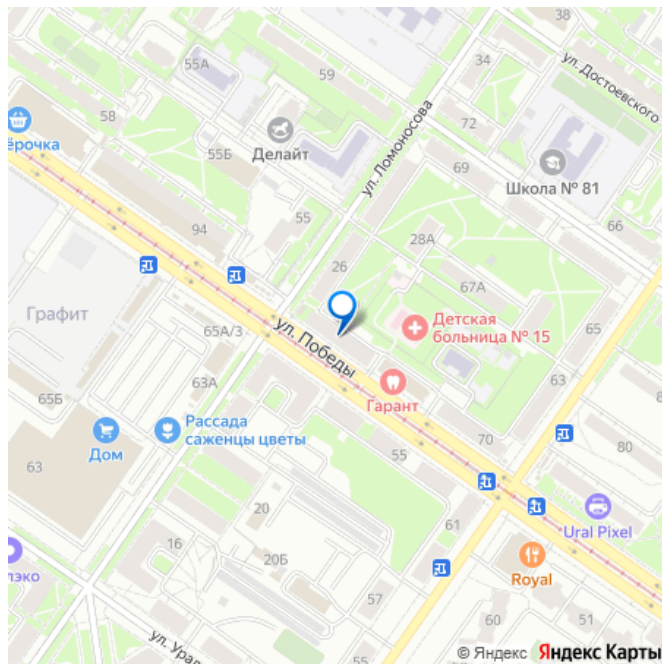 38
ул. Достоевского
55А
59
34
58
ёрочка
72
55Б
Делайт
ул. Ломоносова
69
Школа № 81
55
94
28А
66
26
67А
Графит
65А/3
ул. Победы
Детская
больница № 15
65
63А
63
65Б
Гарант
Рассада
саженцы цветы
Дом
63
55
70
80
20
61
Ural Pixel
16
20Б
Royal
лэко
57
60
51
ул. Урал
© Яндекс Яндекс Карты